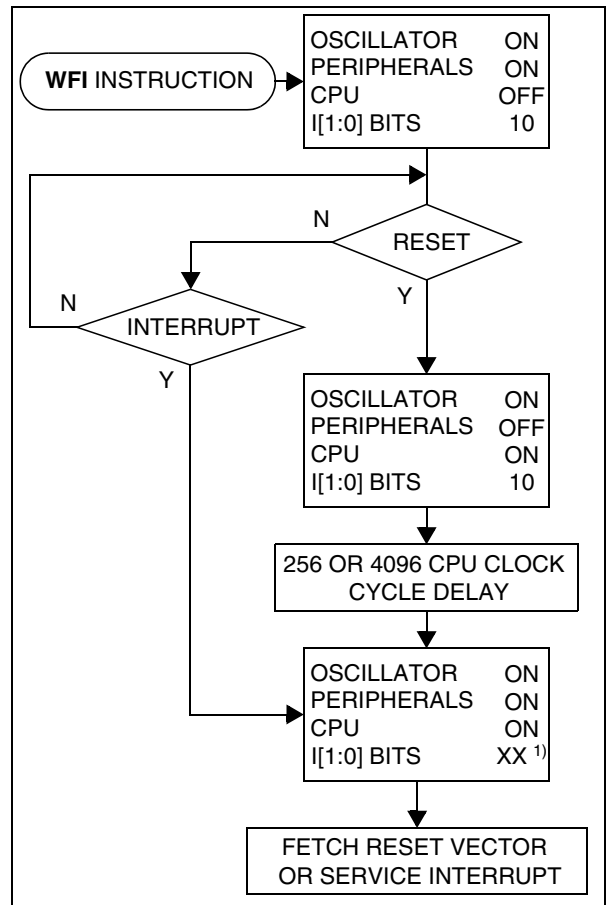 WFI INSTRUCTION
OSCILLATOR ON
PERIPHERALS ON
CPU OFF
I[1:0] BITS 10
N
RESET
Y
N
INTERRUPT
Y
OSCILLATOR ON
PERIPHERALS OFF
CPU ON
I[1:0] BITS 10
256 OR 4096 CPU CLOCK
CYCLE DELAY
OSCILLATOR ON
PERIPHERALS ON
CPU ON
I[1:0] BITS XX 1)
FETCH RESET VECTOR
OR SERVICE INTERRUPT